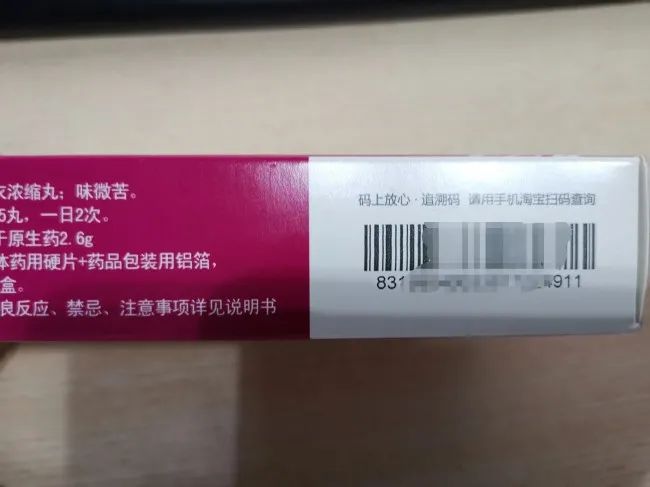 衣浓缩丸；味微苦。
5丸，一日2次。
于原生药2.6g
体药用硬片+药品包装用铝箔，
盒。
良反应、禁忌、注意事项详见说明书
码上放心·追溯码 请用手机淘宝扫码查询
831 4911